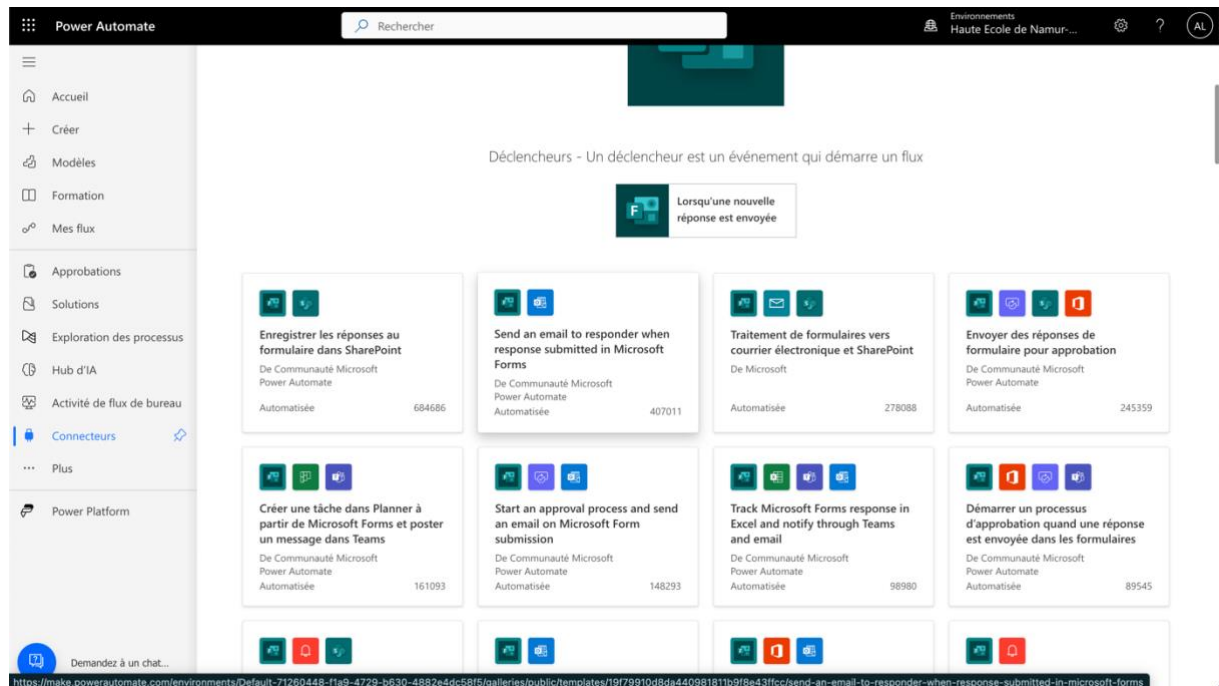 Power Automate
Rechercher
Environnements
Haute Ecole de Namur-...
?
AL
Accueil
Créer
Modèles
Formation
Mes flux
Approbations
Solutions
Exploration des processus
Hub d'IA
Activité de flux de bureau
Connecteurs
Plus
Power Platform
Demandez à un chat...
Déclencheurs - Un déclencheur est un événement qui démarre un flux
F
Lorsqu'une nouvelle
réponse est envoyée
Enregistrer les réponses au
formulaire dans SharePoint
De Communauté Microsoft
Power Automate
Automatisée 684686
Send an email to responder when
response submitted in Microsoft
Forms
De Communauté Microsoft
Power Automate
Automatisée 407011
Traitement de formulaires vers
courrier électronique et SharePoint
De Microsoft
Automatisée 278088
Envoyer des réponses de
formulaire pour approbation
De Communauté Microsoft
Power Automate
Automatisée 245359
Créer une tâche dans Planner à
partir de Microsoft Forms et poster
un message dans Teams
De Communauté Microsoft
Power Automate
Automatisée 161093
Start an approval process and send
an email on Microsoft Form
submission
De Communauté Microsoft
Power Automate
Automatisée 148293
Track Microsoft Forms response in
Excel and notify through Teams
and email
De Communauté Microsoft
Power Automate
Automatisée 98980
Démarrer un processus
d'approbation quand une réponse
est envoyée dans les formulaires
De Communauté Microsoft
Power Automate
Automatisée 89545
https://make.powerautomate.com/environments/Default-71260448-f1a9-4729-b630-4882e4dc58f5/galleries/public/templates/19f79910d8da440981811b9f8e43ffcc/send-an-email-to-responder-when-response-submitted-in-microsoft-forms